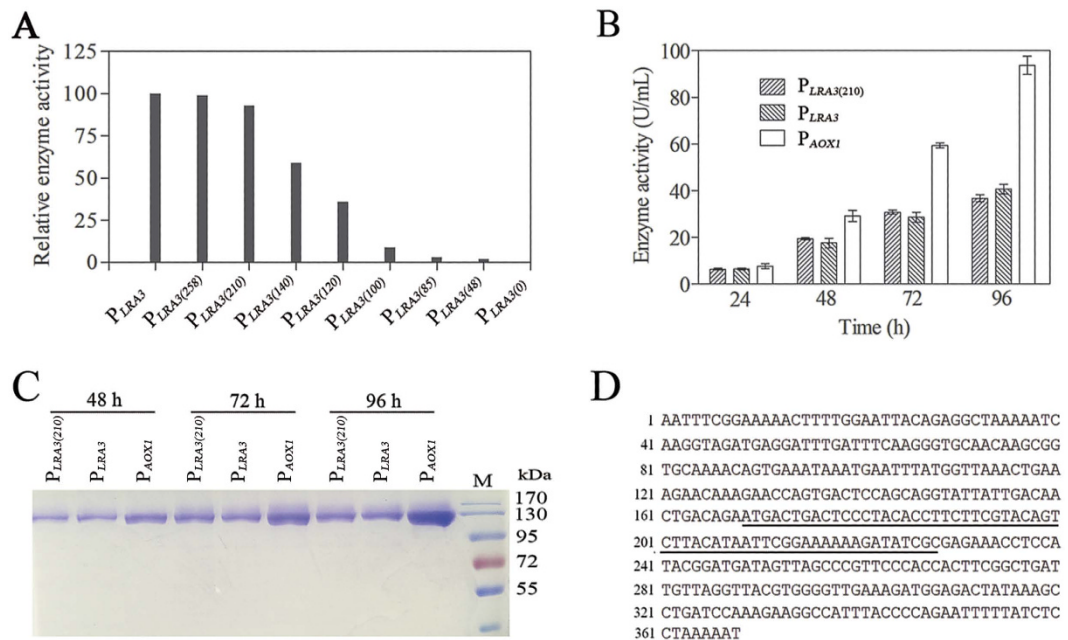 A
Relative enzyme activity
125
100
75
50
25
0
PLRA3
PLRA3(258)
PLRA3(210)
PLRA3(140)
PLRA3(120)
PLRA3(100)
PLRA3(85)
PLRA3(48)
PLRA3(0)
B
Enzyme activity (U/mL)
100
80
60
40
20
0
PLRA3(210)
PLRA3
PAOX1
24 48 72 96
Time (h)
C
48 h 72 h 96 h
PLRA3(210) PLRA3 PAOX1 PLRA3(210) PLRA3 PAOX1 PLRA3(210) PLRA3 PAOX1 M kDa
170
130
95
72
55
D
1 AATTTCGGAAAAACTTTTGGAATTACAGAGGCTAAAAATC
41 AAGGTAGATGAGGATTTGATTTCAAGGGTGCAACAAGCGG
81 TGCAAAACAGTGAAATAAATGAATTTATGGTTAAACTGAA
121 AGAACAAAGAACCAGTGACTCCAGCAGGTATTATTGACAA
161 CTGACAGAATGACTGACTCCCTACACCTTCTTCGTACAGT
201 CTTACATAATTCGGAAAAAAGATATCGCGAGAAACCTCCA
241 TACGGATGATAGTTAGCCCGTTCCCACCACTTCGGCTGAT
281 TGTTAGGTTACGTGGGGTTGAAAGATGGAGACTATAAAGC
321 CTGATCCAAAGAAGGCCATTTACCCCAGAATTTTTATCTC
361 CTAAAAAT